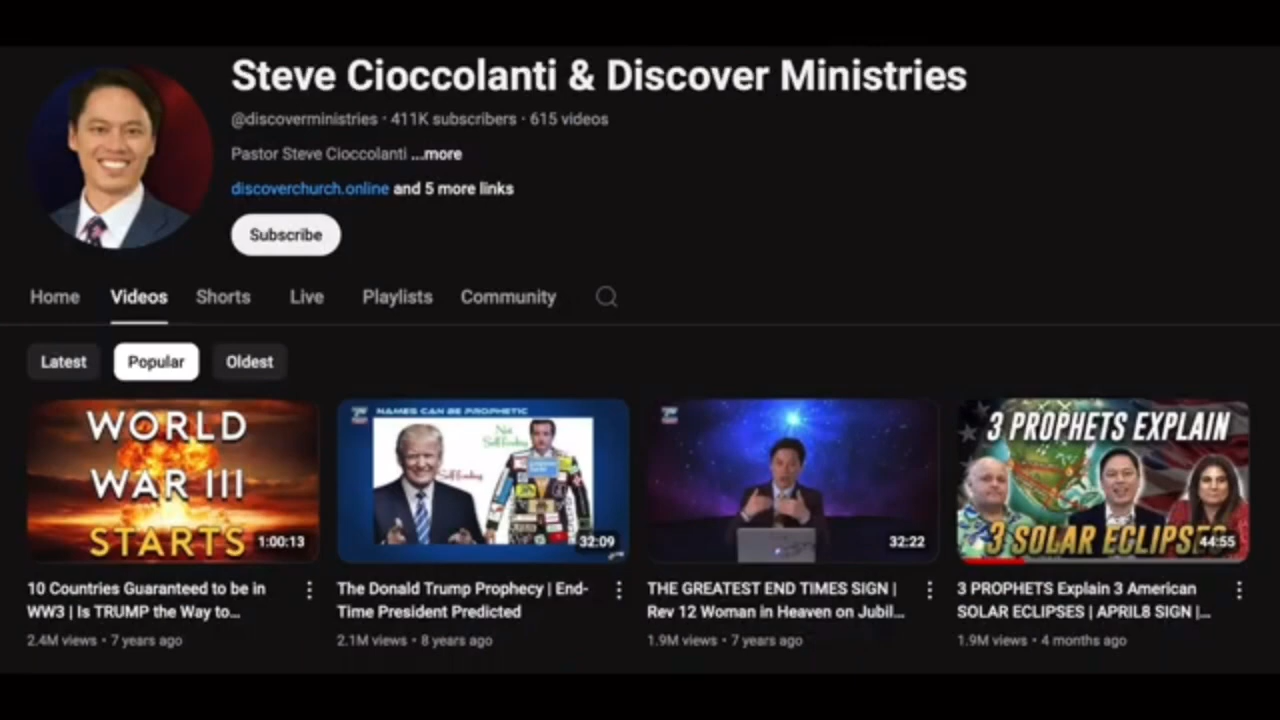 Steve Cioccolanti & Discover Ministries
@discoverministries · 411K subscribers · 615 videos
Pastor Steve Cioccolanti ...more
discoverchurch.online and 5 more links
Subscribe
Home Videos Shorts Live Playlists Community
Latest Popular Oldest
WORLD
WAR III
STARTS
1:00:13
10 Countries Guaranteed to be in
WW3 | Is TRUMP the Way to...
2.4M views • 7 years ago
NAMES CAN BE PROPHETIC
Not
Self Funding
Self Funding
32:09
The Donald Trump Prophecy | End-
Time President Predicted
2.1M views • 8 years ago
32:22
THE GREATEST END TIMES SIGN |
Rev 12 Woman in Heaven on Jubil...
1.9M views • 7 years ago
3 PROPHETS EXPLAIN
3 SOLAR ECLIPSES
44:55
3 PROPHETS Explain 3 American
SOLAR ECLIPSES | APRIL8 SIGN |...
1.9M views • 4 months ago